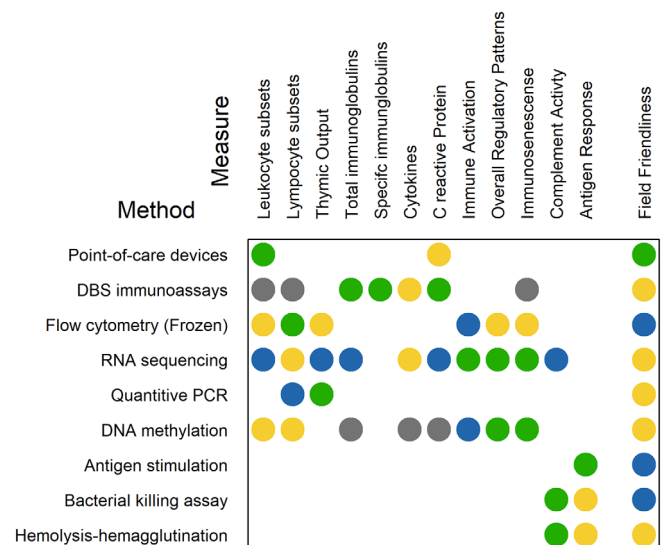 Measure
Method
Leukocyte subsets
Lympocyte subsets
Thymic Output
Total immunoglobulins
Specifc immunglobulins
Cytokines
C reactive Protein
Immune Activation
Overall Regulatory Patterns
Immunosenescense
Complement Activty
Antigen Response
Field Friendliness
Point-of-care devices
DBS immunoassays
Flow cytometry (Frozen)
RNA sequencing
Quantitive PCR
DNA methylation
Antigen stimulation
Bacterial killing assay
Hemolysis-hemagglutination